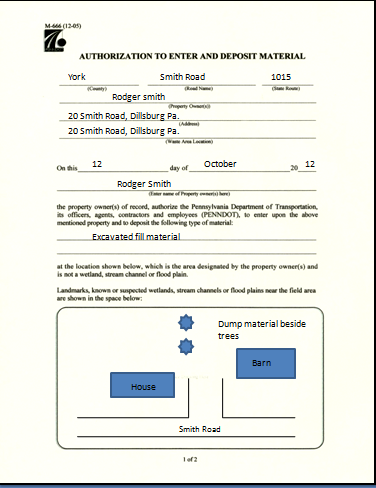 M-666 (12-05)
AUTHORIZATION TO ENTER AND DEPOSIT MATERIAL
York Smith Road 1015
(County) (Road Name) (State Route)
Rodger smith
(Property Owner(s))
20 Smith Road, Dillsburg Pa.
(Address)
20 Smith Road, Dillsburg Pa.
(Waste Area Location)
On this 12 day of October 20 12
Rodger Smith
(Enter name of Property owner(s) here)
the property owner(s) of record, authorize the Pennsylvania Department of Transportation,
its officers, agents, contractors and employees (PENNDOT), to enter upon the above
mentioned property and to deposit the following type of material:
Excavated fill material
at the location shown below, which is the area designated by the property owner(s) and
is not a wetland, stream channel or flood plain.
Landmarks, known or suspected wetlands, stream channels or flood plains near the field area
are shown in the space below:
Dump material beside
trees
Barn
House
Smith Road
1 of 2